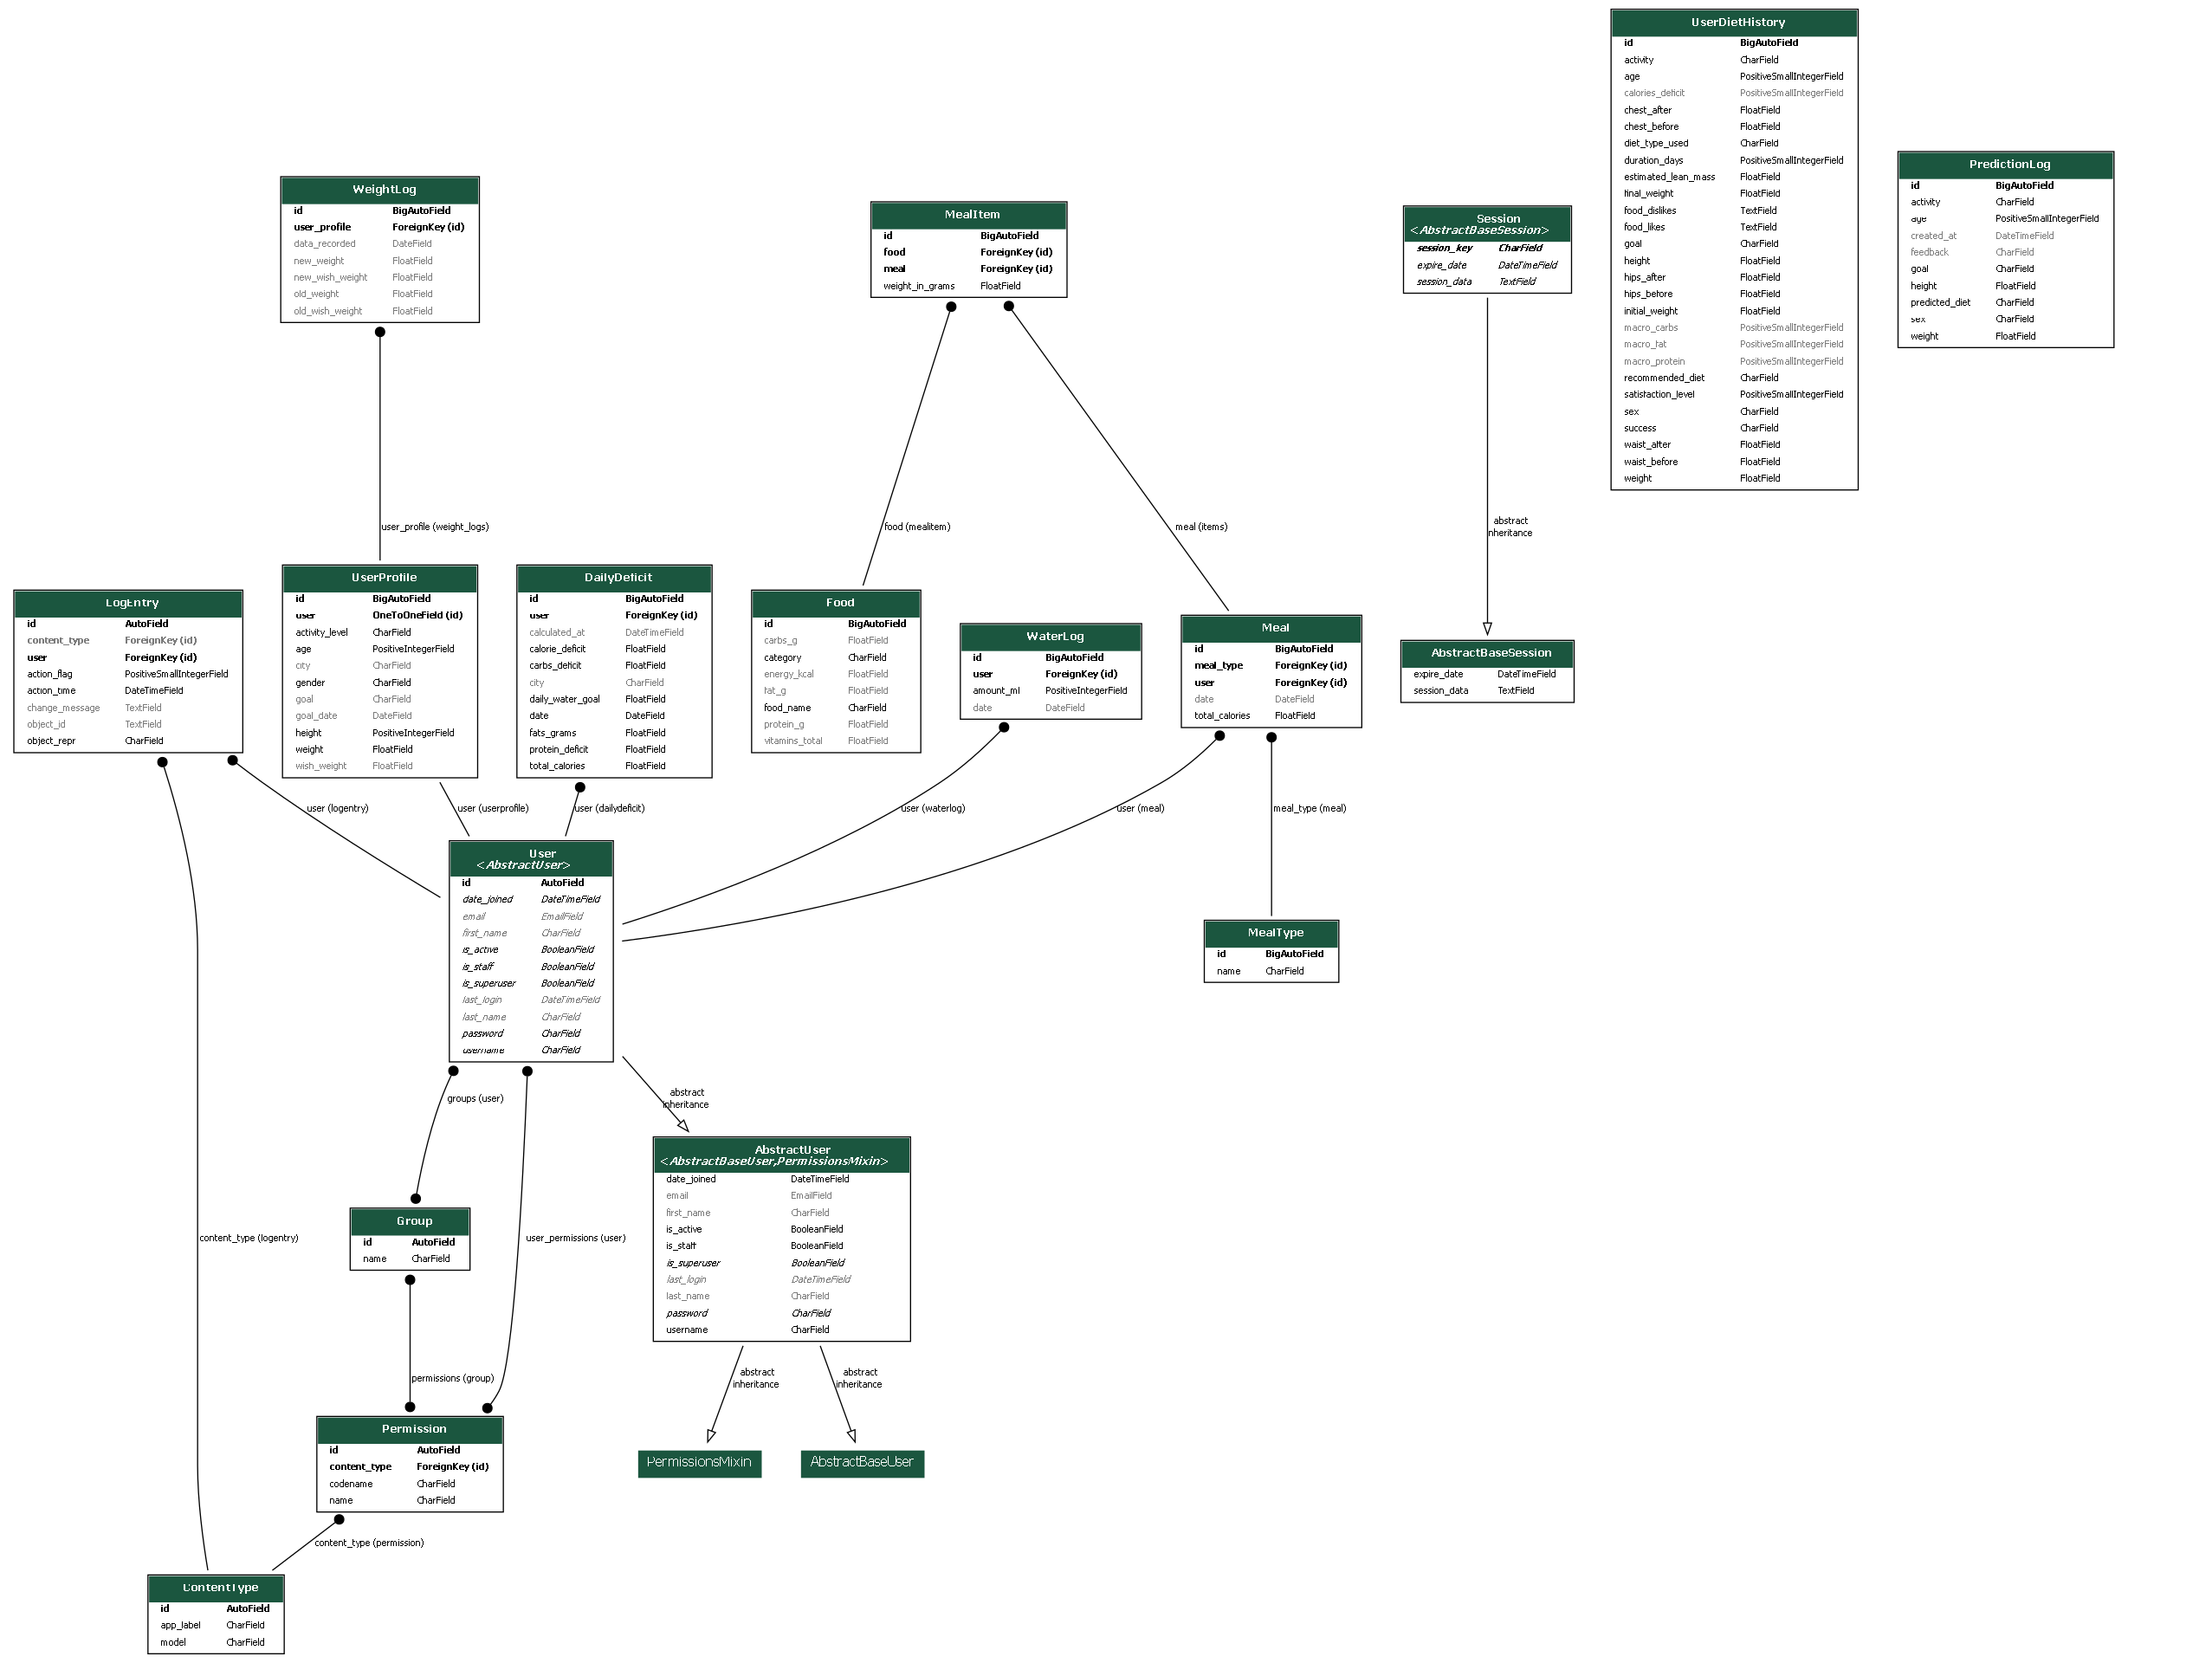 UserDietHistory
id BigAutoField
activity CharField
age PositiveSmallIntegerField
calories_deficit PositiveSmallIntegerField
chest_after FloatField
chest_before FloatField
diet_type_used CharField
duration_days PositiveSmallIntegerField
estimated_lean_mass FloatField
final_weight FloatField
food_dislikes TextField
food_likes TextField
goal CharField
height FloatField
hips_after FloatField
hips_before FloatField
initial_weight FloatField
macro_carbs PositiveSmallIntegerField
macro_fat PositiveSmallIntegerField
macro_protein PositiveSmallIntegerField
recommended_diet CharField
satisfaction_level PositiveSmallIntegerField
sex CharField
success CharField
waist_after FloatField
waist_before FloatField
weight FloatField
PredictionLog
id BigAutoField
activity CharField
age PositiveSmallIntegerField
created_at DateTimeField
feedback CharField
goal CharField
height FloatField
predicted_diet CharField
sex CharField
weight FloatField
WeightLog
id BigAutoField
user_profile ForeignKey (id)
data_recorded DateField
new_weight FloatField
new_wish_weight FloatField
old_weight FloatField
old_wish_weight FloatField
MealItem
id BigAutoField
food ForeignKey (id)
meal ForeignKey (id)
weight_in_grams FloatField
Session
<AbstractBaseSession>
session_key CharField
expire_date DateTimeField
session_data TextField
user_profile (weight_logs)
food (mealitem)
meal (items)
abstract
inheritance
LogEntry
id AutoField
content_type ForeignKey (id)
user ForeignKey (id)
action_flag PositiveSmallIntegerField
action_time DateTimeField
change_message TextField
object_id TextField
object_repr CharField
UserProfile
id BigAutoField
user OneToOneField (id)
activity_level CharField
age PositiveIntegerField
city CharField
gender CharField
goal CharField
goal_date DateField
height PositiveIntegerField
weight FloatField
wish_weight FloatField
DailyDeficit
id BigAutoField
user ForeignKey (id)
calculated_at DateTimeField
calorie_deficit FloatField
carbs_deficit FloatField
city CharField
daily_water_goal FloatField
date DateField
fats_grams FloatField
protein_deficit FloatField
total_calories FloatField
Food
id BigAutoField
carbs_g FloatField
category CharField
energy_kcal FloatField
fat_g FloatField
food_name CharField
protein_g FloatField
vitamins_total FloatField
WaterLog
id BigAutoField
user ForeignKey (id)
amount_ml PositiveIntegerField
date DateField
Meal
id BigAutoField
meal_type ForeignKey (id)
user ForeignKey (id)
date DateField
total_calories FloatField
AbstractBaseSession
expire_date DateTimeField
session_data TextField
user (logentry)
user (userprofile)
user (dailydeficit)
user (waterlog)
user (meal)
meal_type (meal)
User
<AbstractUser>
id AutoField
date_joined DateTimeField
email EmailField
first_name CharField
is_active BooleanField
is_staff BooleanField
is_superuser BooleanField
last_login DateTimeField
last_name CharField
password CharField
username CharField
MealType
id BigAutoField
name CharField
groups (user)
abstract
inheritance
AbstractUser
<AbstractBaseUser,PermissionsMixin>
date_joined DateTimeField
email EmailField
first_name CharField
is_active BooleanField
is_staff BooleanField
is_superuser BooleanField
last_login DateTimeField
last_name CharField
password CharField
username CharField
Group
id AutoField
name CharField
content_type (logentry)
user_permissions (user)
permissions (group)
abstract
inheritance
abstract
inheritance
Permission
id AutoField
content_type ForeignKey (id)
codename CharField
name CharField
PermissionsMixin
AbstractBaseUser
content_type (permission)
ContentType
id AutoField
app_label CharField
model CharField